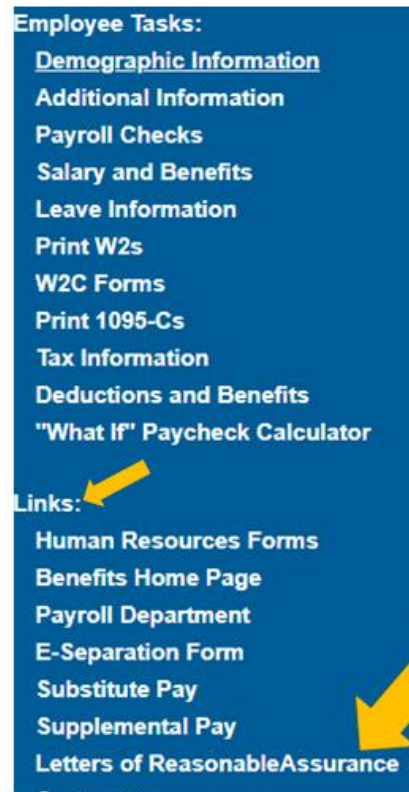 Employee Tasks:
Demographic Information
Additional Information
Payroll Checks
Salary and Benefits
Leave Information
Print W2s
W2C Forms
Print 1095-Cs
Tax Information
Deductions and Benefits
"What If" Paycheck Calculator
Links:
Human Resources Forms
Benefits Home Page
Payroll Department
E-Separation Form
Substitute Pay
Supplemental Pay
Letters of ReasonableAssurance